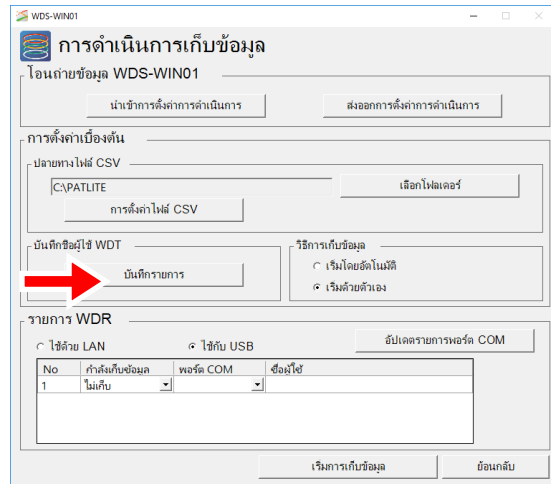 WDS-WIN01
การดำเนินการเก็บข้อมูล
โอนถ่ายข้อมูล WDS-WIN01
นำเข้าการตั้งค่าการดำเนินการ
ส่งออกการตั้งค่าการดำเนินการ
การตั้งค่าเบื้องต้น
ปลายทางไฟล์ CSV
C:\PATLITE
เลือกโฟลเดอร์
การตั้งค่าไฟล์ CSV
บันทึกชื่อผู้ใช้ WDT
บันทึกรายการ
วิธีการเก็บข้อมูล
เริ่มโดยอัตโนมัติ
เริ่มด้วยตัวเอง
รายการ WDR
ใช้ด้วย LAN
ใช้กับ USB
อัปเดตรายการพอร์ต COM
No กำลังเก็บข้อมูล พอร์ต COM ชื่อผู้ใช้
1 ไม่เก็บ
เริ่มการเก็บข้อมูล
ย้อนกลับ